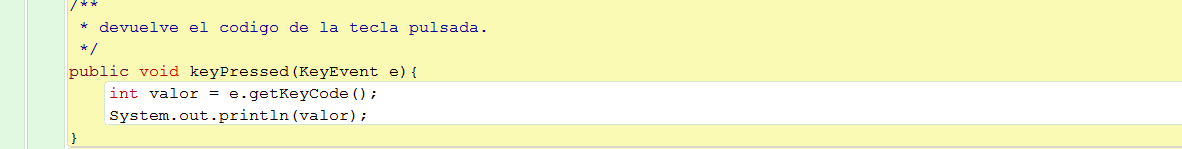 /**
 * devuelve el codigo de la tecla pulsada.
 */
public void keyPressed(KeyEvent e){
    int valor = e.getKeyCode();
    System.out.println(valor);
}